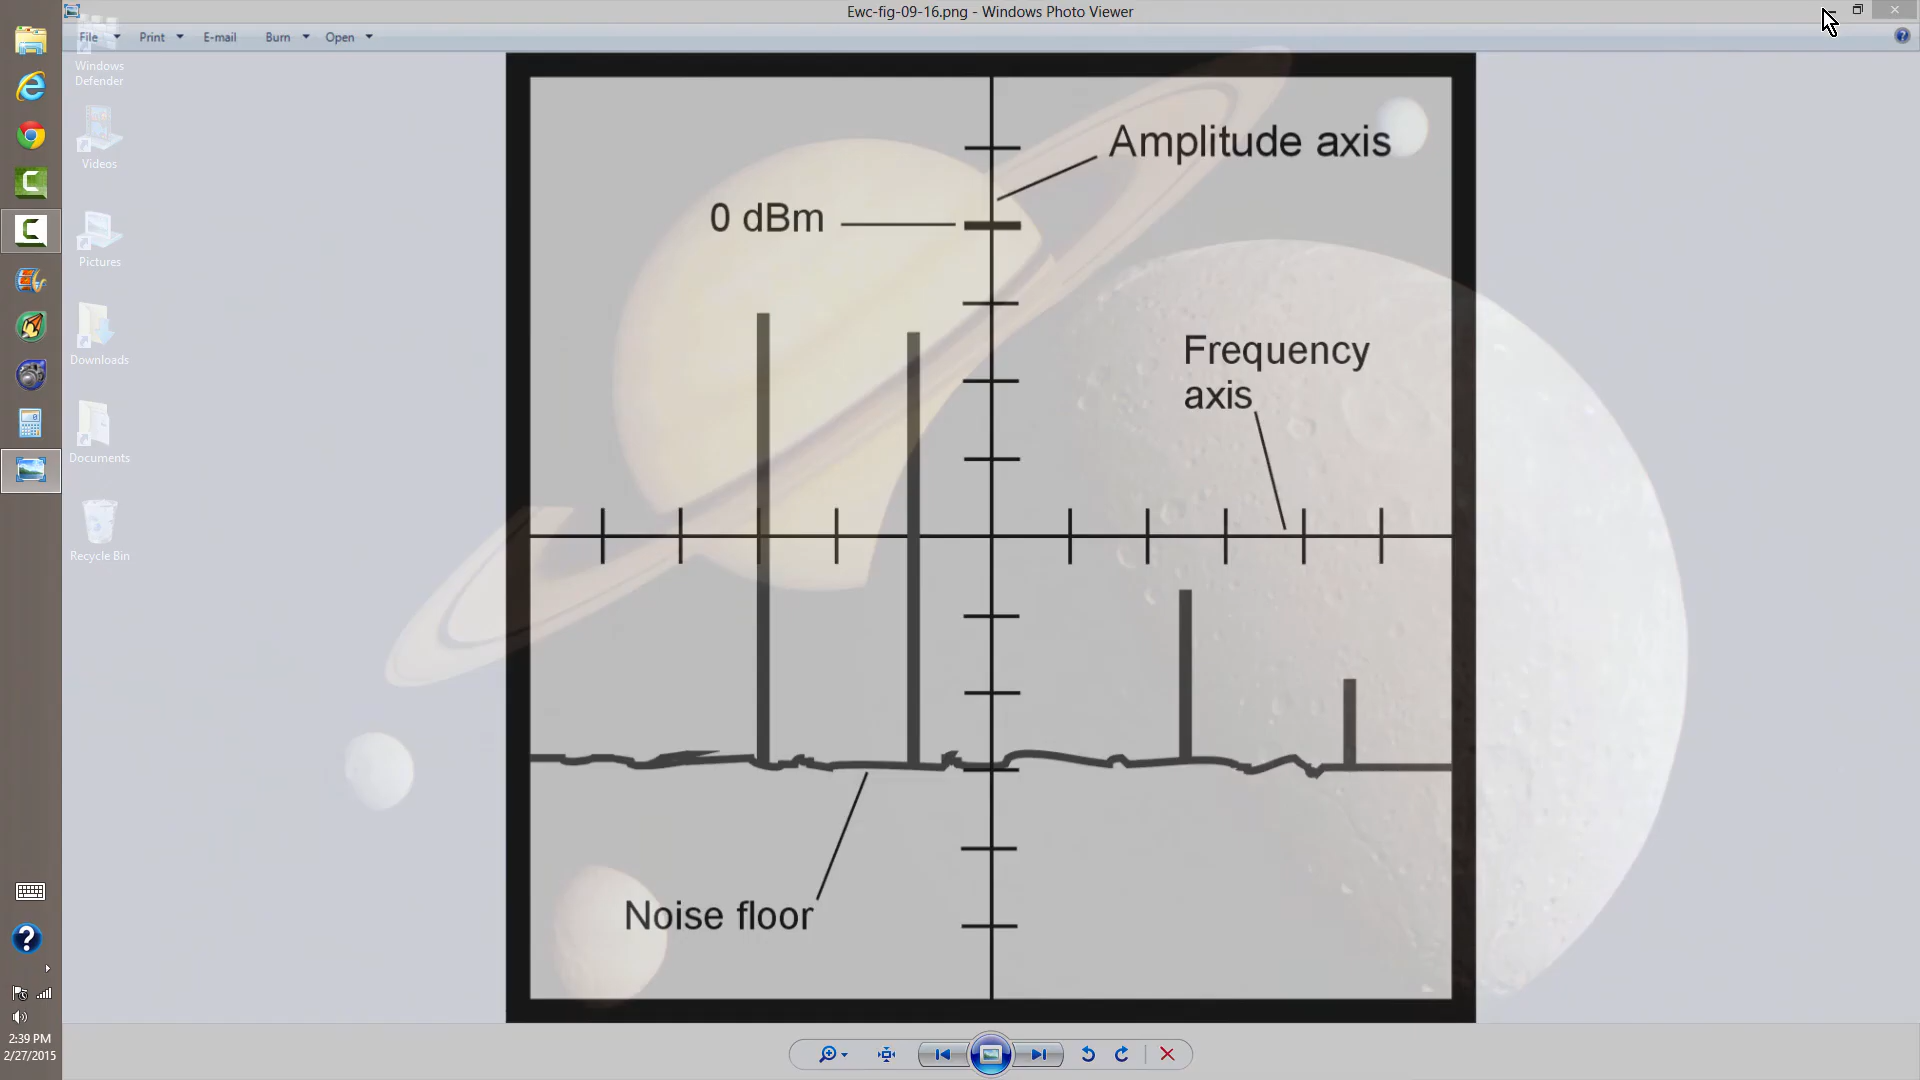 Ewc-fig-09-16.png - Windows Photo Viewer
File Print E-mail Burn Open
Windows
Defender
Videos
Pictures
Downloads
Documents
Recycle Bin
Amplitude axis
0 dBm
Frequency
axis
Noise floor
2:39 PM
2/27/2015